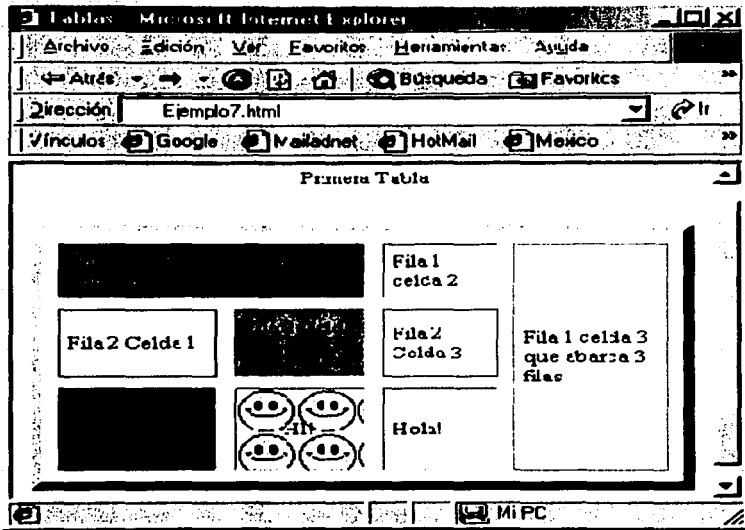 Tablas - Microsoft Internet Explorer
Archivo Edición Ver Favoritos Herramientas Ayuda
Atrás Búsqueda Favoritos
Dirección Ejemplo7.html Ir
Vínculos Google Mailadnet HotMail Mexico
Primera Tabla
Fila 1
celda 2
Fila 2 Celda 1
Fila 2
Celda 3
Fila 1 celda 3
que abarca 3
filas
Hola!
Mi PC